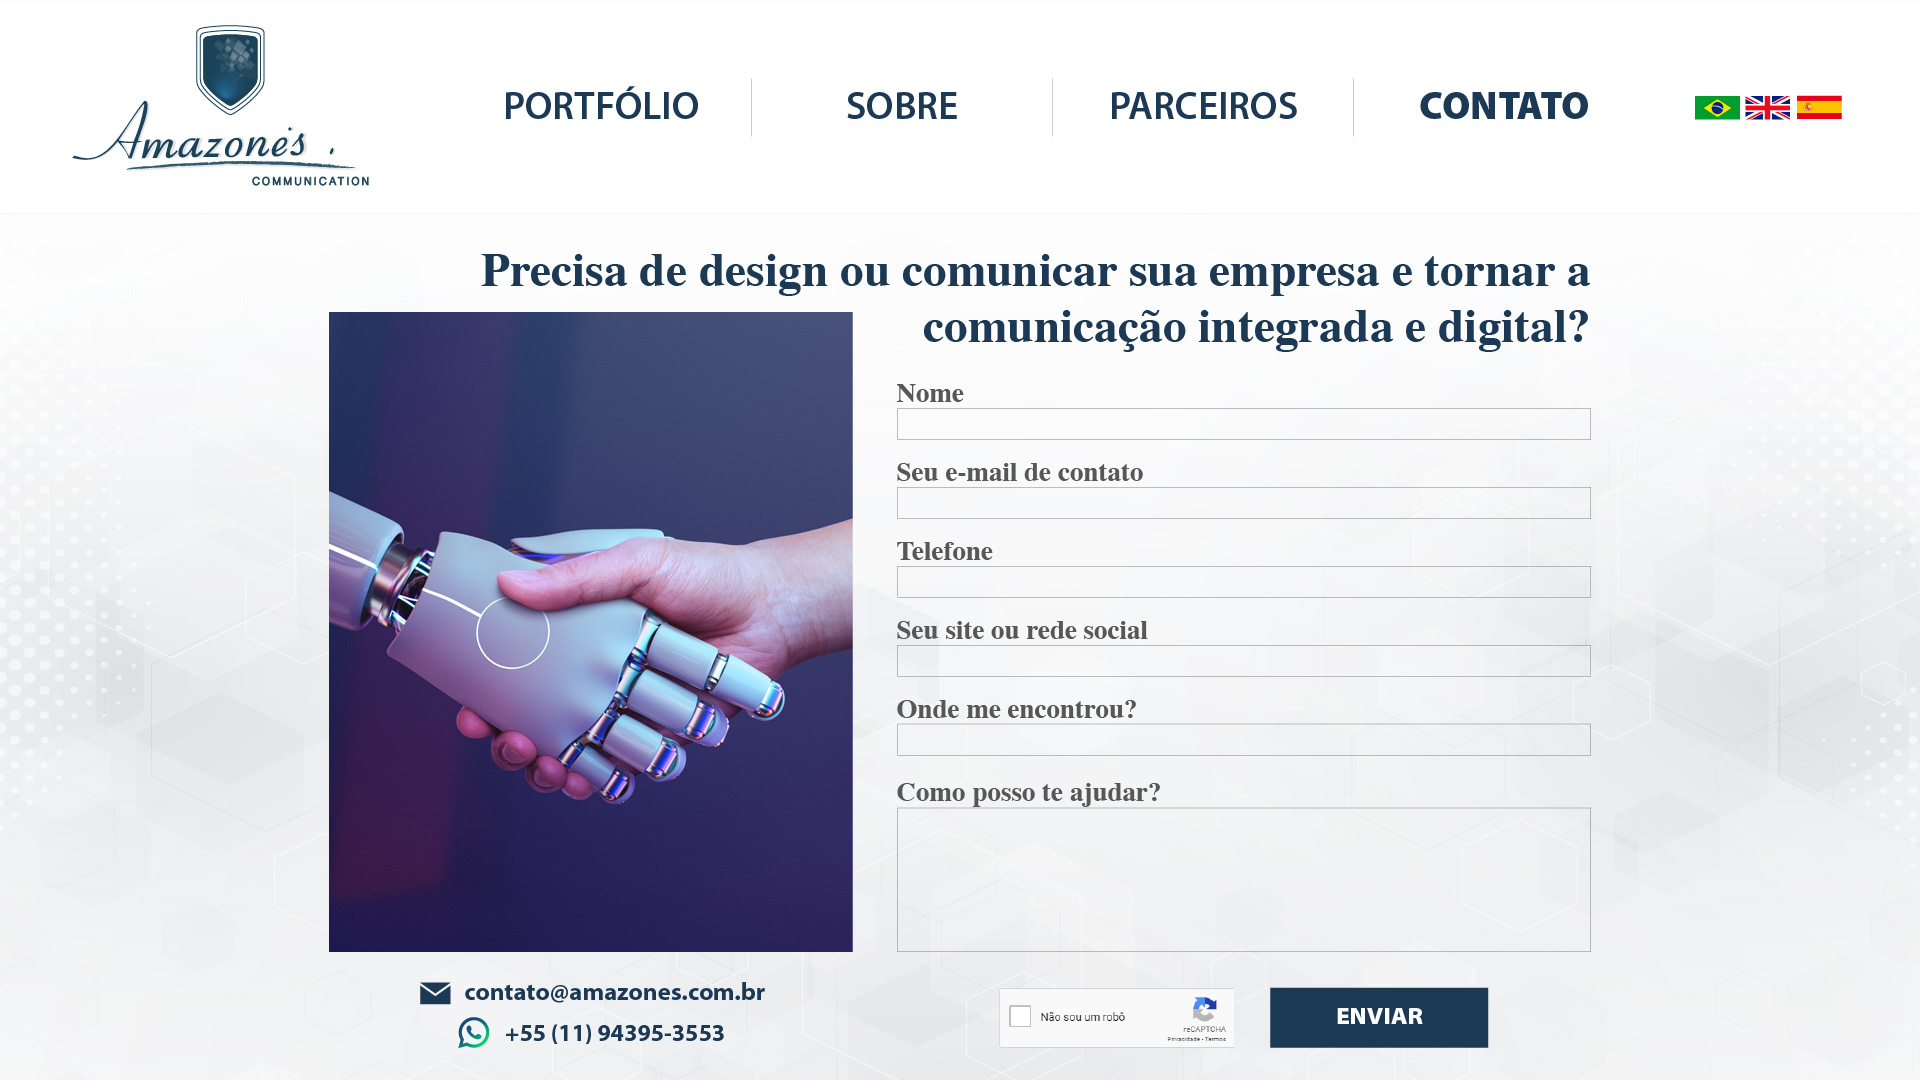 Amazone's
COMMUNICATION
PORTFÓLIO
SOBRE
PARCEIROS
CONTATO
Precisa de design ou comunicar sua empresa e tornar a
comunicação integrada e digital?
Nome
Seu e-mail de contato
Telefone
Seu site ou rede social
Onde me encontrou?
Como posso te ajudar?
contato@amazones.com.br
+55 (11) 94395-3553
Não sou um robô
reCAPTCHA
Privacidade - Termos
ENVIAR